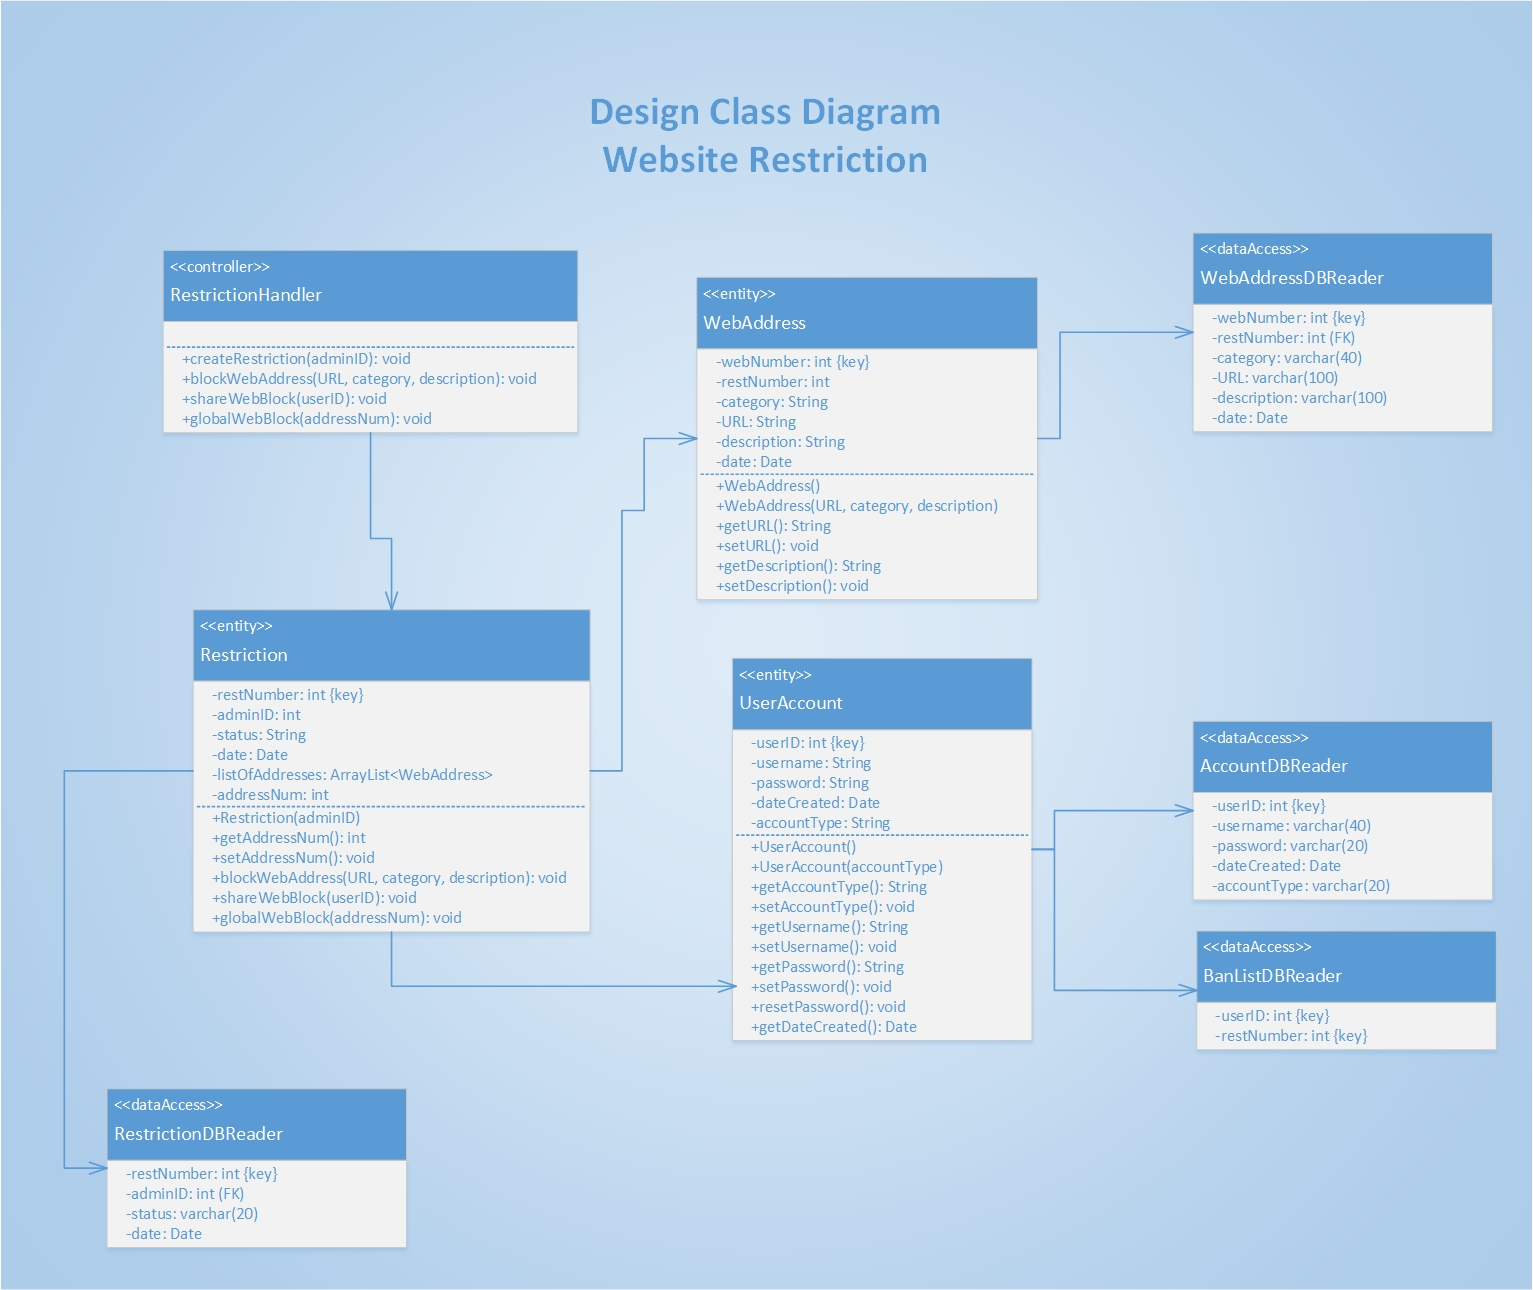 Design Class Diagram
Website Restriction
<<controller>>
RestrictionHandler
+createRestriction(adminID): void
+blockWebAddress(URL, category, description): void
+shareWebBlock(userID): void
+globalWebBlock(addressNum): void
<<entity>>
WebAddress
-webNumber: int {key}
-restNumber: int
-category: String
-URL: String
-description: String
-date: Date
+WebAddress()
+WebAddress(URL, category, description)
+getURL(): String
+setURL(): void
+getDescription(): String
+setDescription(): void
<<dataAccess>>
WebAddressDBReader
-webNumber: int {key}
-restNumber: int (FK)
-category: varchar(40)
-URL: varchar(100)
-description: varchar(100)
-date: Date
<<entity>>
Restriction
-restNumber: int {key}
-adminID: int
-status: String
-date: Date
-listOfAddresses: ArrayList<WebAddress>
-addressNum: int
+Restriction(adminID)
+getAddressNum(): int
+setAddressNum(): void
+blockWebAddress(URL, category, description): void
+shareWebBlock(userID): void
+globalWebBlock(addressNum): void
<<entity>>
UserAccount
-userID: int {key}
-username: String
-password: String
-dateCreated: Date
-accountType: String
+UserAccount()
+UserAccount(accountType)
+getAccountType(): String
+setAccountType(): void
+getUsername(): String
+setUsername(): void
+getPassword(): String
+setPassword(): void
+resetPassword(): void
+getDateCreated(): Date
<<dataAccess>>
AccountDBReader
-userID: int {key}
-username: varchar(40)
-password: varchar(20)
-dateCreated: Date
-accountType: varchar(20)
<<dataAccess>>
BanListDBReader
-userID: int {key}
-restNumber: int {key}
<<dataAccess>>
RestrictionDBReader
-restNumber: int {key}
-adminID: int (FK)
-status: varchar(20)
-date: Date